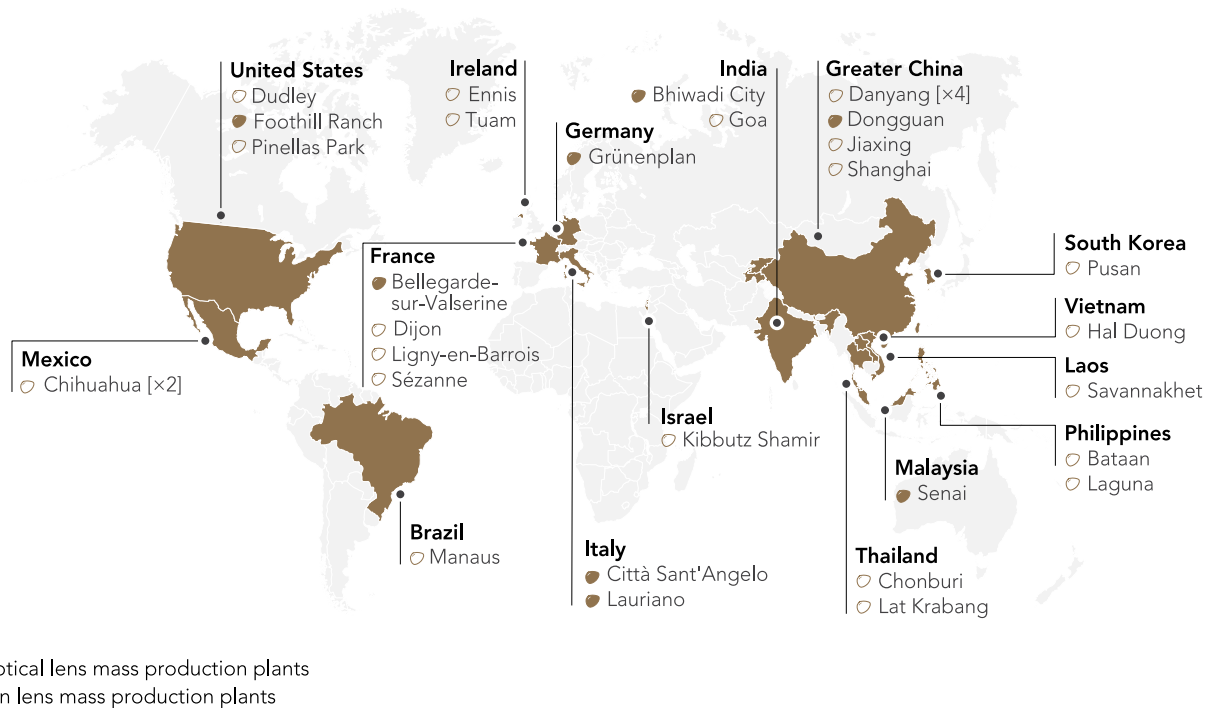 United States
Dudley
Foothill Ranch
Pinellas Park
Ireland
Ennis
Tuam
Germany
Grünenplan
India
Bhiwadi City
Goa
Greater China
Danyang [×4]
Dongguan
Jiaxing
Shanghai
France
Bellegarde-
sur-Valserine
Dijon
Ligny-en-Barrois
Sézanne
South Korea
Pusan
Vietnam
Hal Duong
Laos
Savannakhet
Philippines
Bataan
Laguna
Mexico
Chihuahua [×2]
Israel
Kibbutz Shamir
Malaysia
Senai
Brazil
Manaus
Italy
Città Sant'Angelo
Lauriano
Thailand
Chonburi
Lat Krabang
ptical lens mass production plants
n lens mass production plants